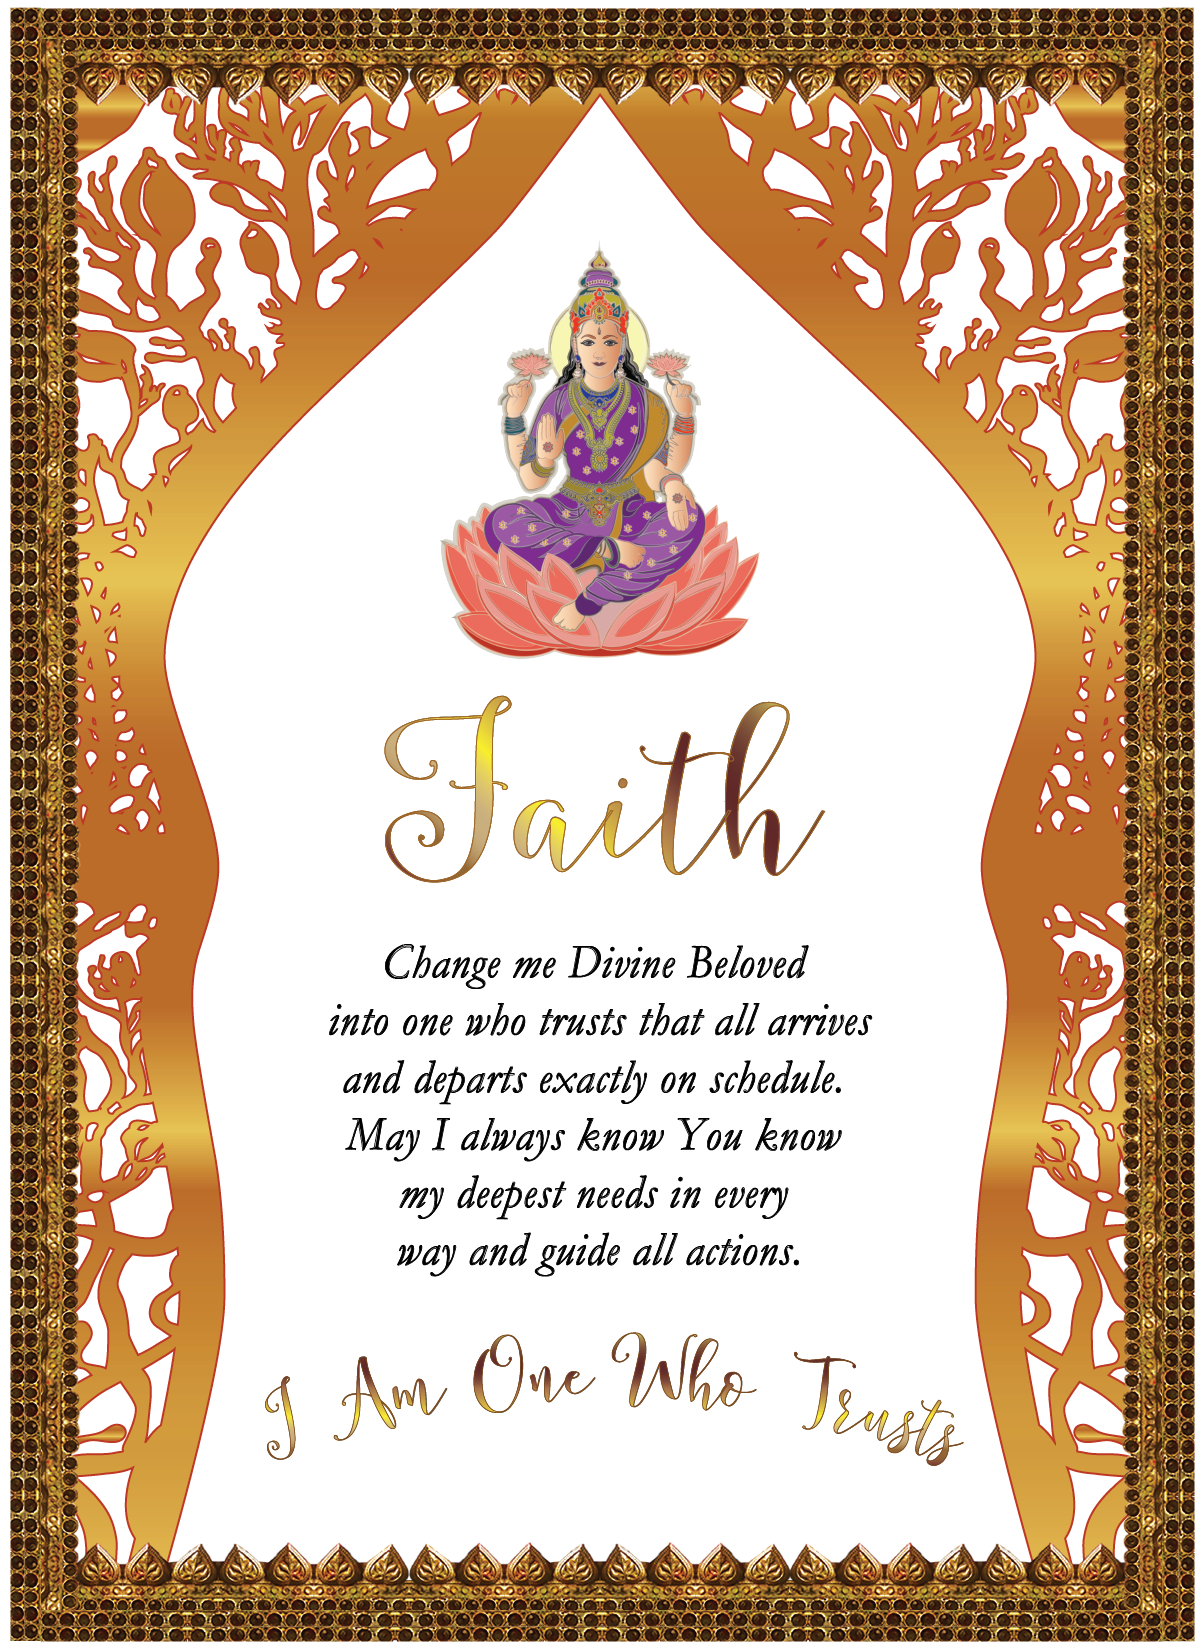 Faith
Change me Divine Beloved
into one who trusts that all arrives
and departs exactly on schedule.
May I always know You know
my deepest needs in every
way and guide all actions.
I Am One Who Trusts